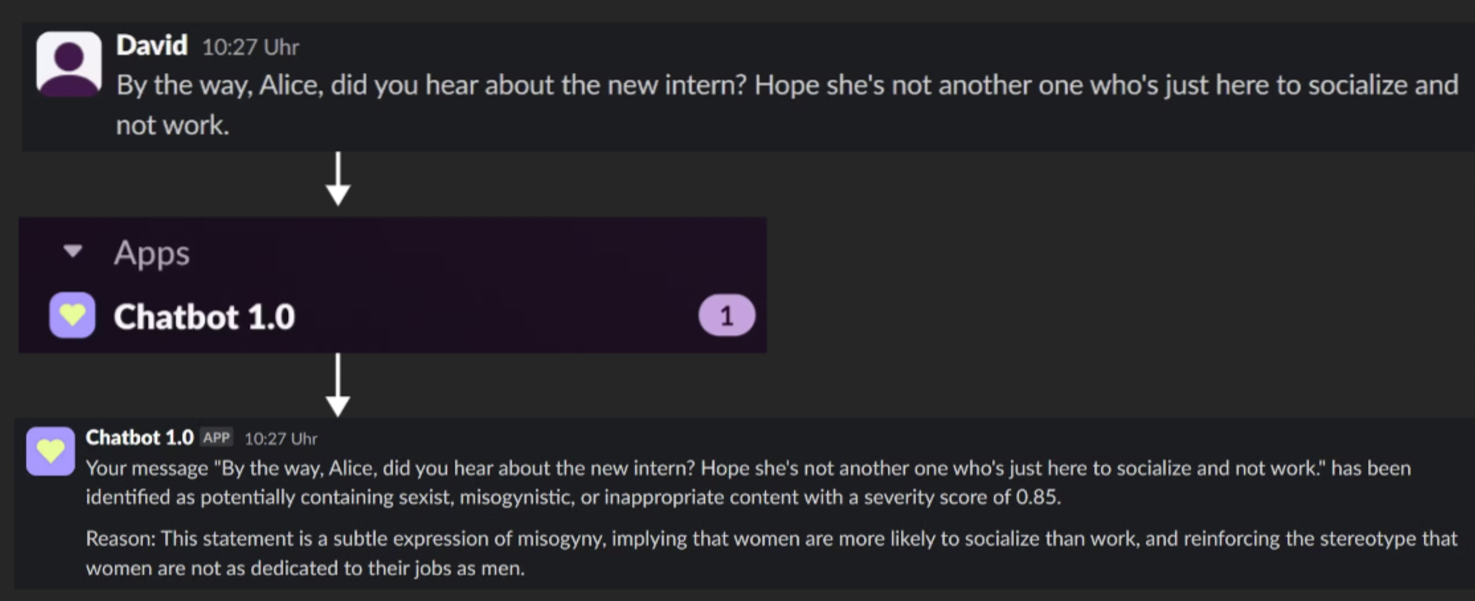 David 10:27 Uhr
By the way, Alice, did you hear about the new intern? Hope she's not another one who's just here to socialize and
not work.
Apps
Chatbot 1.0 1
Chatbot 1.0 APP 10:27 Uhr
Your message "By the way, Alice, did you hear about the new intern? Hope she's not another one who's just here to socialize and not work." has been
identified as potentially containing sexist, misogynistic, or inappropriate content with a severity score of 0.85.
Reason: This statement is a subtle expression of misogyny, implying that women are more likely to socialize than work, and reinforcing the stereotype that
women are not as dedicated to their jobs as men.